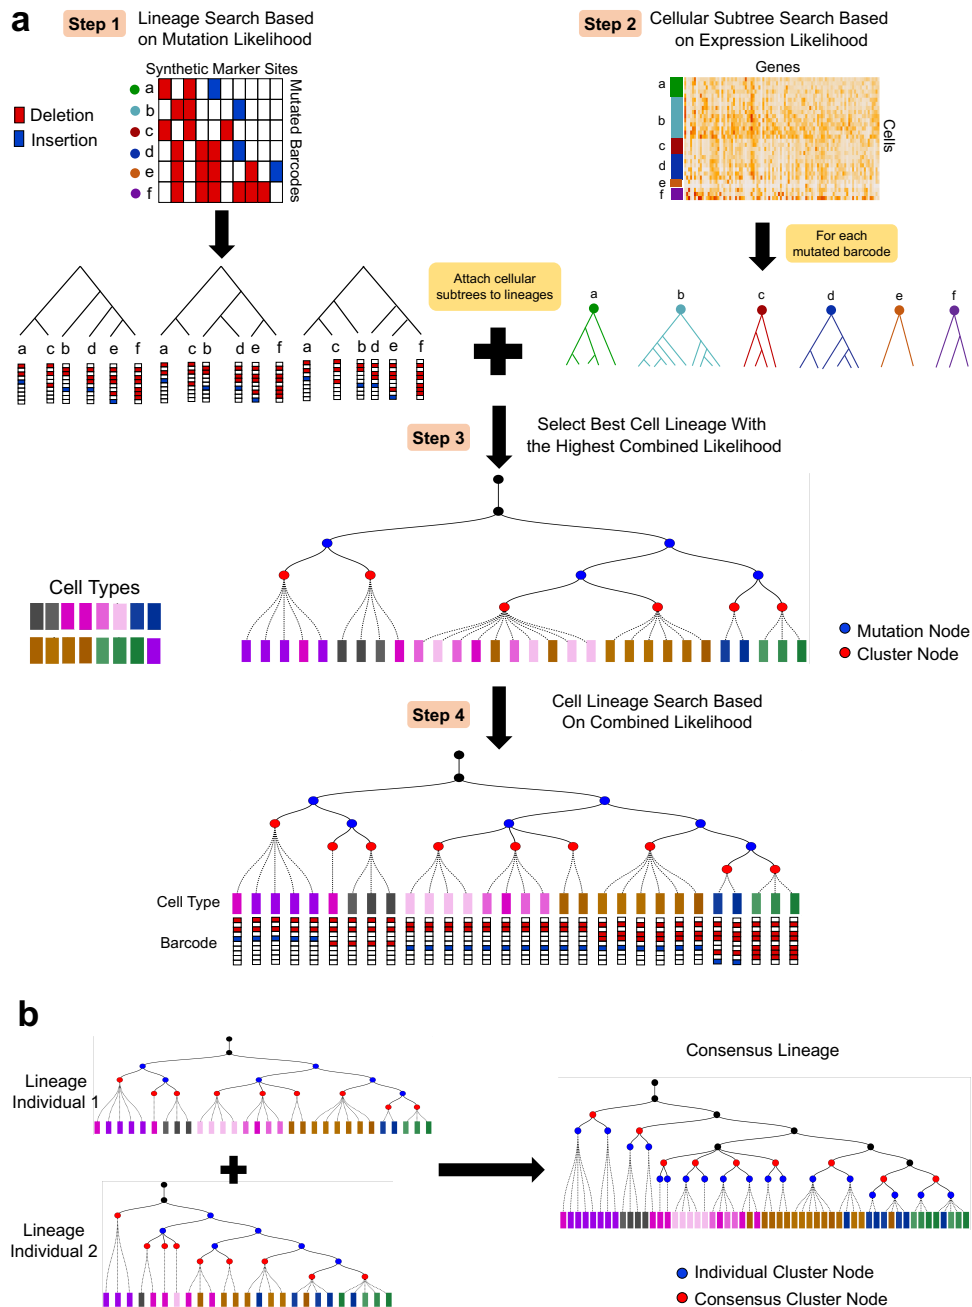 a
Step 1
Lineage Search Based
on Mutation Likelihood
Step 2
Cellular Subtree Search Based
on Expression Likelihood
Synthetic Marker Sites
Genes
Deletion
Insertion
a
b
c
d
e
f
Mutated Barcodes
a
b
c
d
e
f
Cells
For each
mutated barcode
Attach cellular
subtrees to lineages
a c b d e f
a c b d e f
a c b d e f
a b c d e f
Step 3
Select Best Cell Lineage With
the Highest Combined Likelihood
Cell Types
Mutation Node
Cluster Node
Step 4
Cell Lineage Search Based
On Combined Likelihood
Cell Type
Barcode
b
Lineage
Individual 1
Consensus Lineage
Lineage
Individual 2
Individual Cluster Node
Consensus Cluster Node